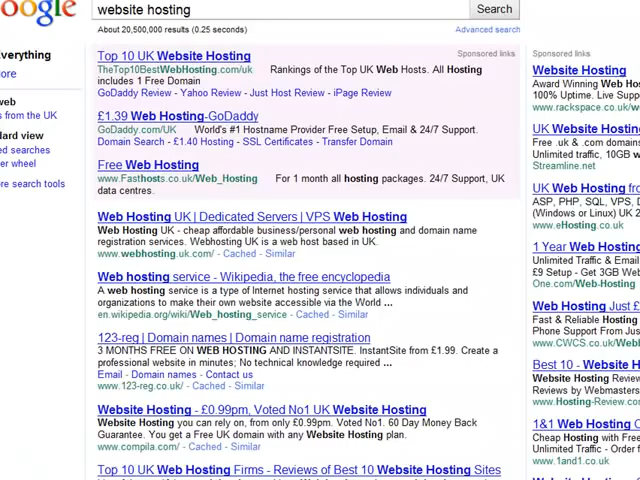 oogle
website hosting
Search
About 20,500,000 results (0.25 seconds)
Advanced search
verything
ore
web
s from the UK
dard view
ed searches
er wheel
ore search tools
Sponsored links
Top 10 UK Website Hosting
TheTop10BestWebHosting.com/uk Rankings of the Top UK Web Hosts. All Hosting
includes 1 Free Domain
GoDaddy Review - Yahoo Review - Just Host Review - iPage Review
£1.39 Web Hosting-GoDaddy
GoDaddy.com/UK World's #1 Hostname Provider Free Setup, Email & 24/7 Support.
Domain Search - £1.40 Hosting - SSL Certificates - Transfer Domain
Free Web Hosting
www.Fasthosts.co.uk/Web_Hosting For 1 month all hosting packages. 24/7 Support, UK
data centres.
Web Hosting UK | Dedicated Servers | VPS Web Hosting
Web Hosting UK - cheap affordable business/personal web hosting and domain name
registration services. Webhosting UK is a web host based in UK.
www.webhosting.uk.com/ - Cached - Similar
Web hosting service - Wikipedia, the free encyclopedia
A web hosting service is a type of Internet hosting service that allows individuals and
organizations to make their own website accessible via the World ...
en.wikipedia.org/wiki/Web_hosting_service - Cached - Similar
123-reg | Domain names | Domain name registration
3 MONTHS FREE ON WEB HOSTING AND INSTANTSITE. InstantSite from £1.99. Create a
professional website in minutes; No technical knowledge required ...
Email - Domain names - Contact us
www.123-reg.co.uk/ - Cached - Similar
Website Hosting - £0.99pm, Voted No1 UK Website Hosting
Website Hosting you can rely on, from only £0.99pm. Voted No1. 60 Day Money Back
Guarantee. You get a Free UK domain with any Website Hosting plan.
www.compila.com/ - Cached - Similar
Top 10 UK Web Hosting Firms - Reviews of Best 10 Website Hosting Sites
Sponsored links
Website Hosting
Award Winning Web Ho
100% Uptime. Live Supp
www.rackspace.co.uk/w
UK Website Hostin
Free .uk & .com domains
Unlimited traffic, 10GB w
Streamline.net
UK Web Hosting fr
ASP, PHP, SQL, VPS, D
(Windows or Linux) UK 2
www.eHosting.co.uk
1 Year Web Hosting
Unlimited Traffic & Email
£9 Setup - Get 3GB Web
One.com/Web-Hosting
Web Hosting Just £
Fast & Reliable Hosting
Phone Support From Jus
www.CWCS.co.uk/Webl
Best 10 - Website H
Website Hosting Review
Reviews by Webmasters
www.Hosting-Review.com
1&1 Web Hosting
Cheap Hosting with Free
Unlimited Traffic - Order f
www.1and1.co.uk